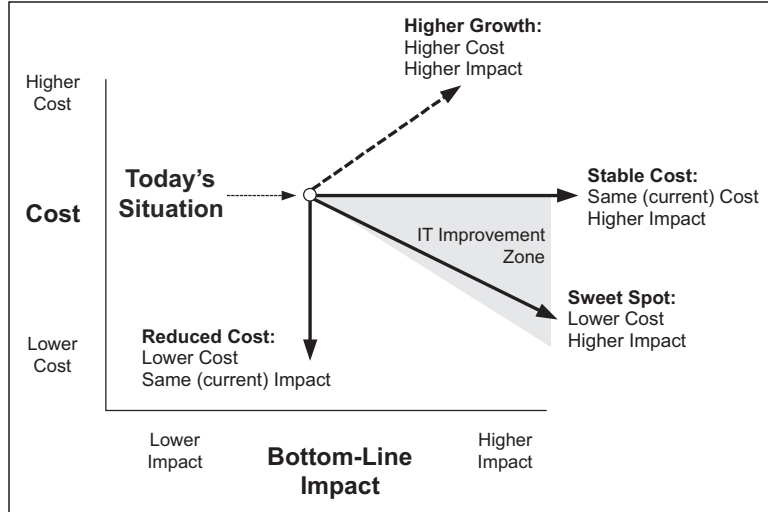 Higher Growth:
Higher Cost
Higher Impact
Higher
Cost
Today's
Situation
Cost
Stable Cost:
Same (current) Cost
Higher Impact
IT Improvement
Zone
Sweet Spot:
Lower Cost
Higher Impact
Reduced Cost:
Lower Cost
Same (current) Impact
Lower
Cost
Lower
Impact
Bottom-Line
Impact
Higher
Impact